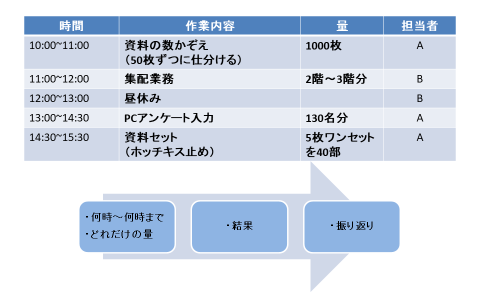 時間 作業内容 量 担当者
10:00~11:00 資料の数かぞえ 1000枚 A
（50枚ずつに仕分ける）
11:00~12:00 集配業務 2階～3階分 B
12:00~13:00 昼休み B
13:00~14:30 PCアンケート入力 130名分 A
14:30~15:30 資料セット 5枚ワンセット A
（ホッチキス止め） を40部
・何時～何時まで
・どれだけの量
・結果
・振り返り